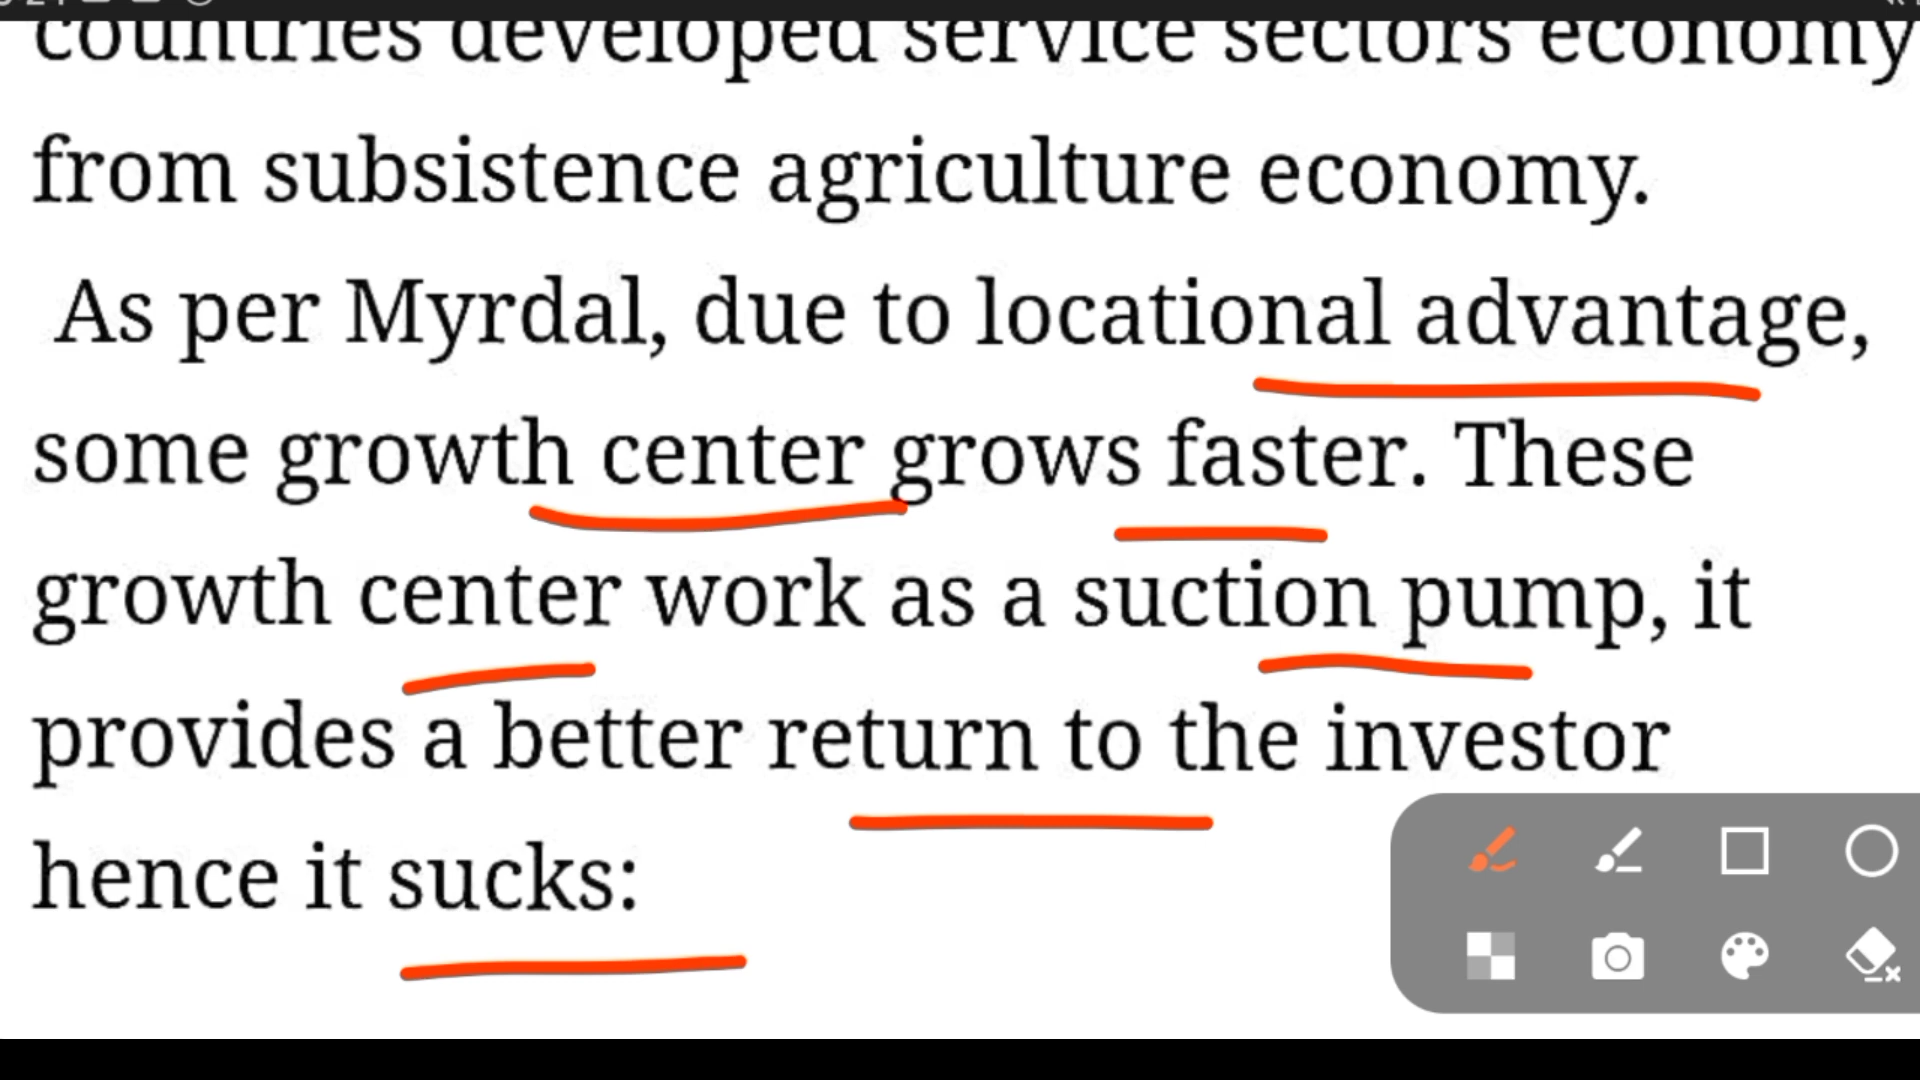 countries developed service sectors economy
from subsistence agriculture economy.
As per Myrdal, due to locational advantage,
some growth center grows faster. These
growth center work as a suction pump, it
provides a better return to the investor
hence it sucks: